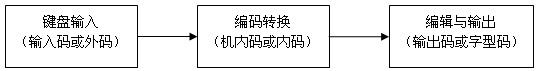 键盘输入
（输入码或外码）
编码转换
（机内码或内码）
编辑与输出
（输出码或字型码）